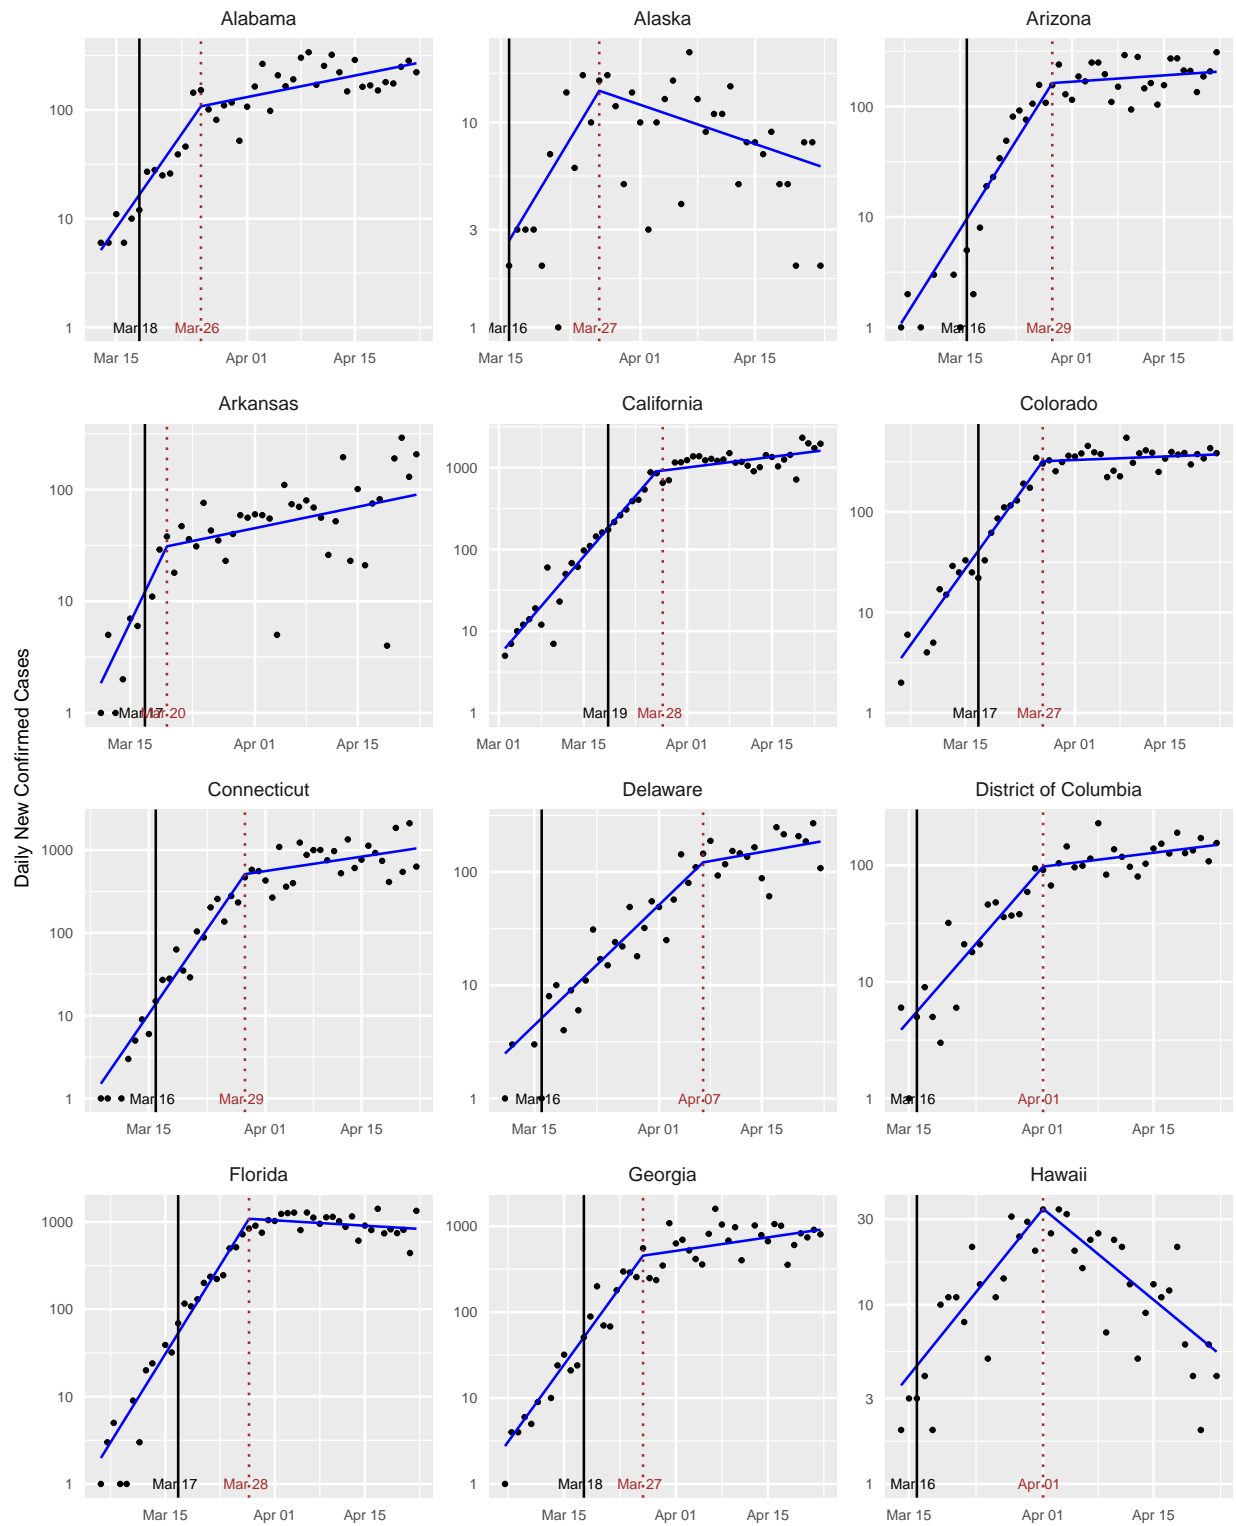 Daily New Confirmed Cases
Alabama
100
10
1
Mar 18
Mar 26
Mar 15
Apr 01
Alaska
10
3
1
Mar 16
Mar 27
Mar 15
Apr 01
Apr 15
Arizona
100
10
1
Mar 16
Mar 29
Mar 15
Apr 01
Apr 15
Arkansas
100
10
1
Mar 17
Mar 20
Mar 15
Apr 01
Apr 15
California
1000
100
10
1
Mar 19
Mar 28
Mar 01
Mar 15
Apr 01
Apr 15
Colorado
100
10
1
Mar 17
Mar 27
Mar 15
Apr 01
Apr 15
Connecticut
1000
100
10
1
Mar 16
Mar 29
Mar 15
Apr 01
Apr 15
Delaware
100
10
1
Mar 16
Apr 07
Mar 15
Apr 01
Apr 15
District of Columbia
100
10
1
Mar 16
Apr 01
Mar 15
Apr 01
Apr 15
Florida
1000
100
10
1
Mar 17
Mar 28
Mar 15
Apr 01
Apr 15
Georgia
1000
100
10
1
Mar 18
Mar 27
Mar 15
Apr 01
Apr 15
Hawaii
30
10
3
1
Mar 16
Apr 01
Mar 15
Apr 01
Apr 15